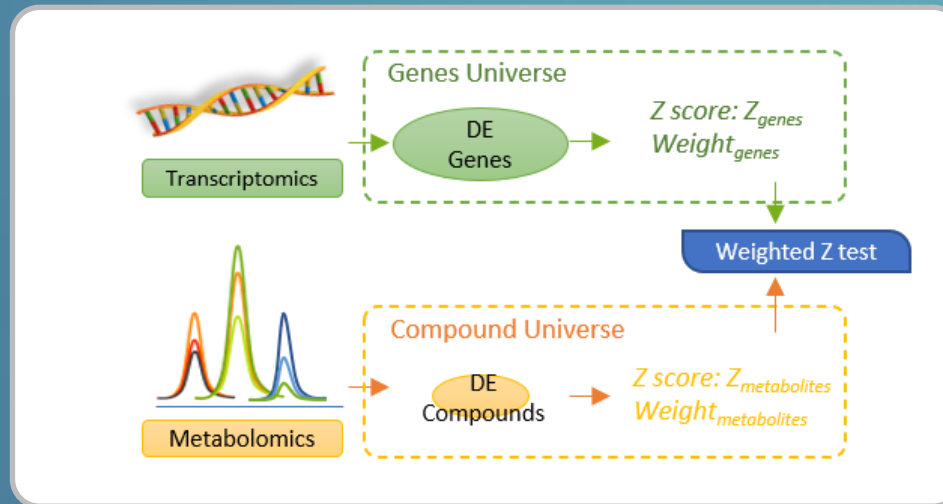 Genes Universe
DE
Genes
Z score: Zgenes
Weightgenes
Transcriptomics
Weighted Z test
Compound Universe
DE
Compounds
Z score: Zmetabolites
Weightmetabolites
Metabolomics